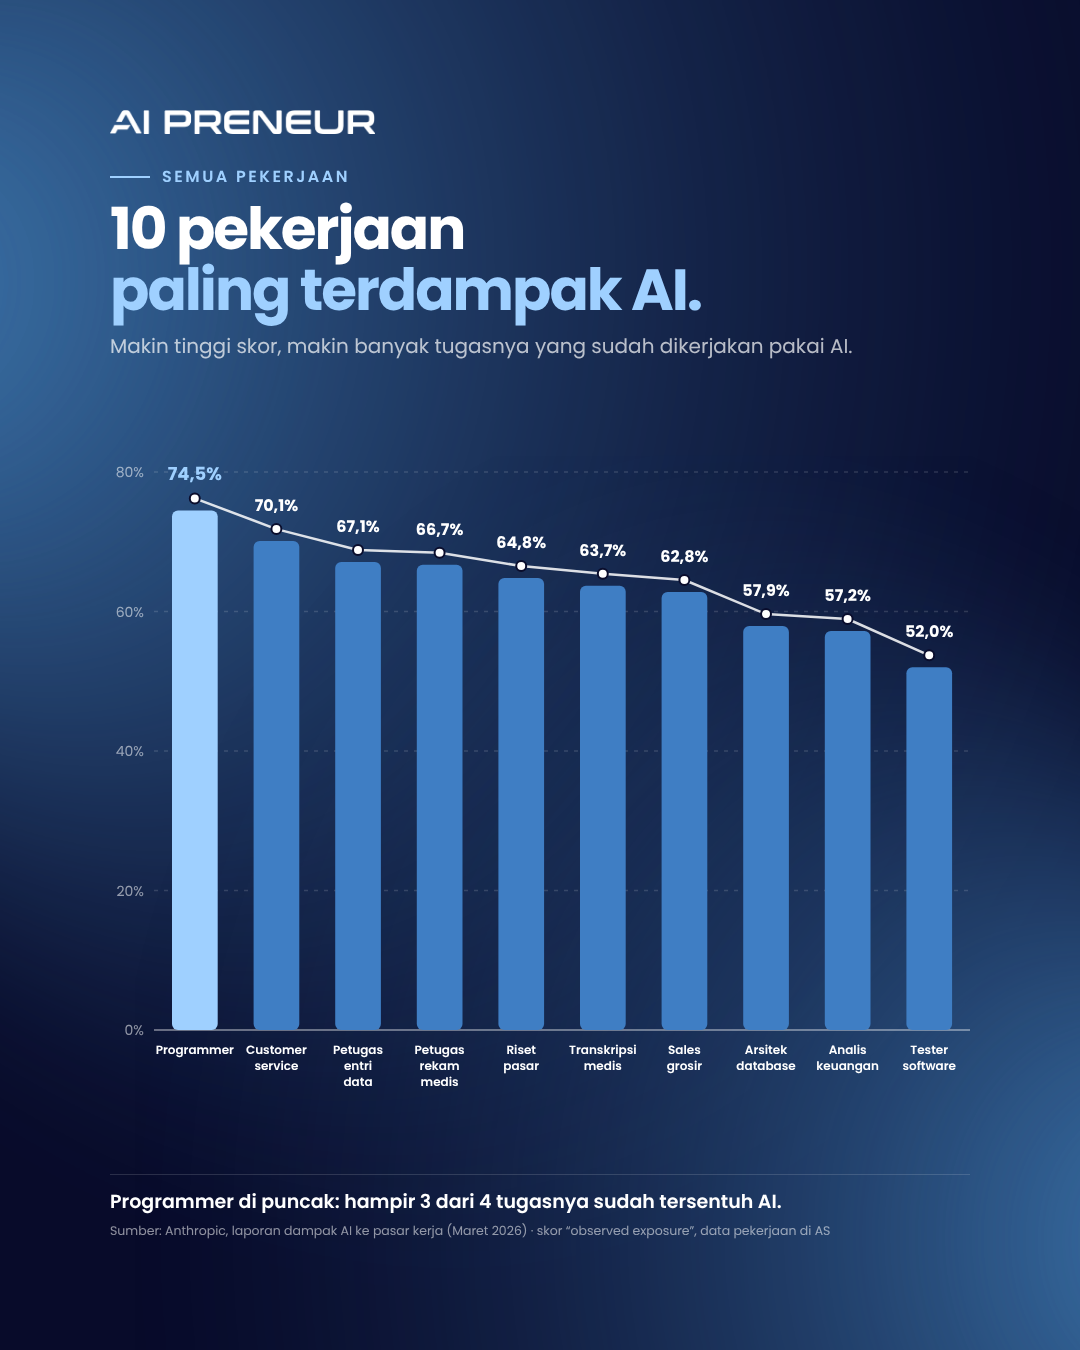 AI PRENEUR
SEMUA PEKERJAAN
10 pekerjaan
paling terdampak AI.
Makin tinggi skor, makin banyak tugasnya yang sudah dikerjakan pakai AI.
80%
60%
40%
20%
0%
74,5%
70,1%
67,1%
66,7%
64,8%
63,7%
62,8%
57,9%
57,2%
52,0%
Programmer
Customer
service
Petugas
entri
data
Petugas
rekam
medis
Riset
pasar
Transkripsi
medis
Sales
grosir
Arsitek
database
Analis
keuangan
Tester
software
Programmer di puncak: hampir 3 dari 4 tugasnya sudah tersentuh AI.
Sumber: Anthropic, laporan dampak AI ke pasar kerja (Maret 2026) · skor “observed exposure”, data pekerjaan di AS